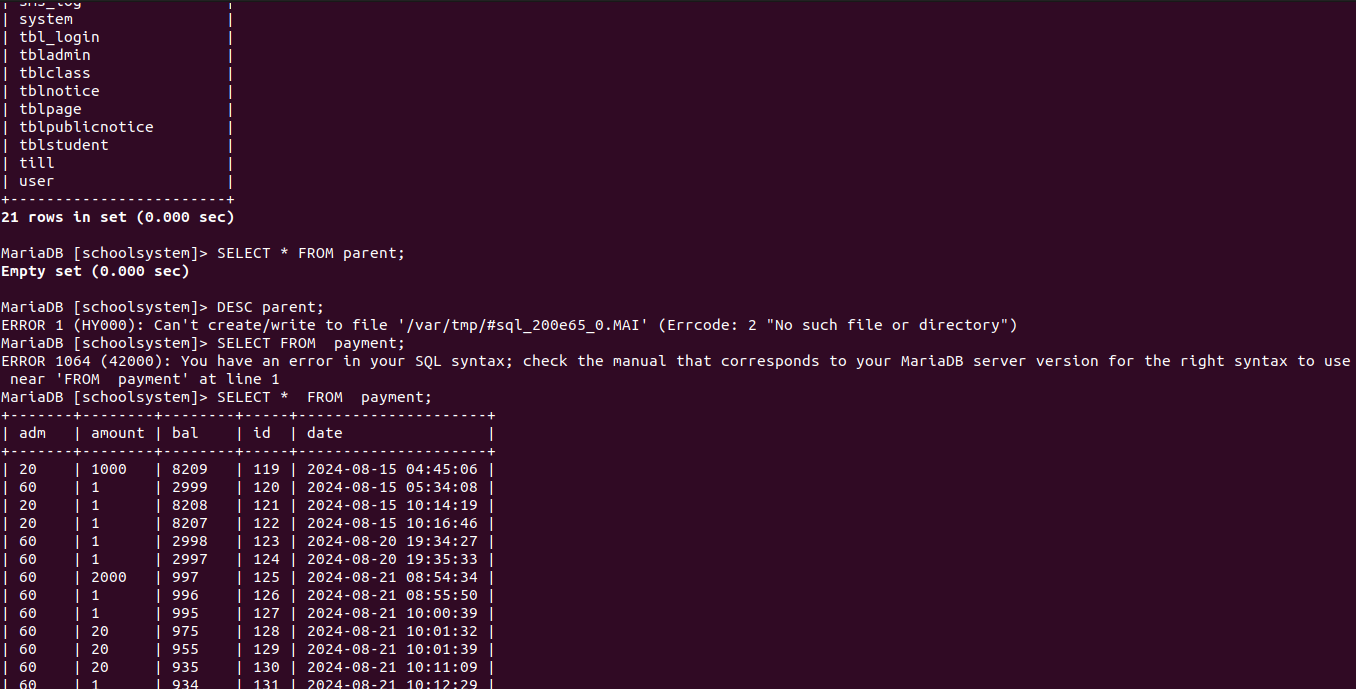 | sms_log                |
| system                 |
| tbl_login              |
| tbladmin               |
| tblclass               |
| tblnotice              |
| tblpage                |
| tblpublicnotice        |
| tblstudent             |
| till                   |
| user                   |
+------------------------+
21 rows in set (0.000 sec)

MariaDB [schoolsystem]> SELECT * FROM parent;
Empty set (0.000 sec)

MariaDB [schoolsystem]> DESC parent;
ERROR 1 (HY000): Can't create/write to file '/var/tmp/#sql_200e65_0.MAI' (Errcode: 2 "No such file or directory")
MariaDB [schoolsystem]> SELECT FROM  payment;
ERROR 1064 (42000): You have an error in your SQL syntax; check the manual that corresponds to your MariaDB server version for the right syntax to use
 near 'FROM  payment' at line 1
MariaDB [schoolsystem]> SELECT *  FROM  payment;
+-------+--------+--------+-----+---------------------+
| adm   | amount | bal    | id  | date                |
+-------+--------+--------+-----+---------------------+
| 20    | 1000   | 8209   | 119 | 2024-08-15 04:45:06 |
| 60    | 1      | 2999   | 120 | 2024-08-15 05:34:08 |
| 20    | 1      | 8208   | 121 | 2024-08-15 10:14:19 |
| 20    | 1      | 8207   | 122 | 2024-08-15 10:16:46 |
| 60    | 1      | 2998   | 123 | 2024-08-20 19:34:27 |
| 60    | 1      | 2997   | 124 | 2024-08-20 19:35:33 |
| 60    | 2000   | 997    | 125 | 2024-08-21 08:54:34 |
| 60    | 1      | 996    | 126 | 2024-08-21 08:55:50 |
| 60    | 1      | 995    | 127 | 2024-08-21 10:00:39 |
| 60    | 20     | 975    | 128 | 2024-08-21 10:01:32 |
| 60    | 20     | 955    | 129 | 2024-08-21 10:01:39 |
| 60    | 20     | 935    | 130 | 2024-08-21 10:11:09 |
| 60    | 1      | 934    | 131 | 2024-08-21 10:12:29 |